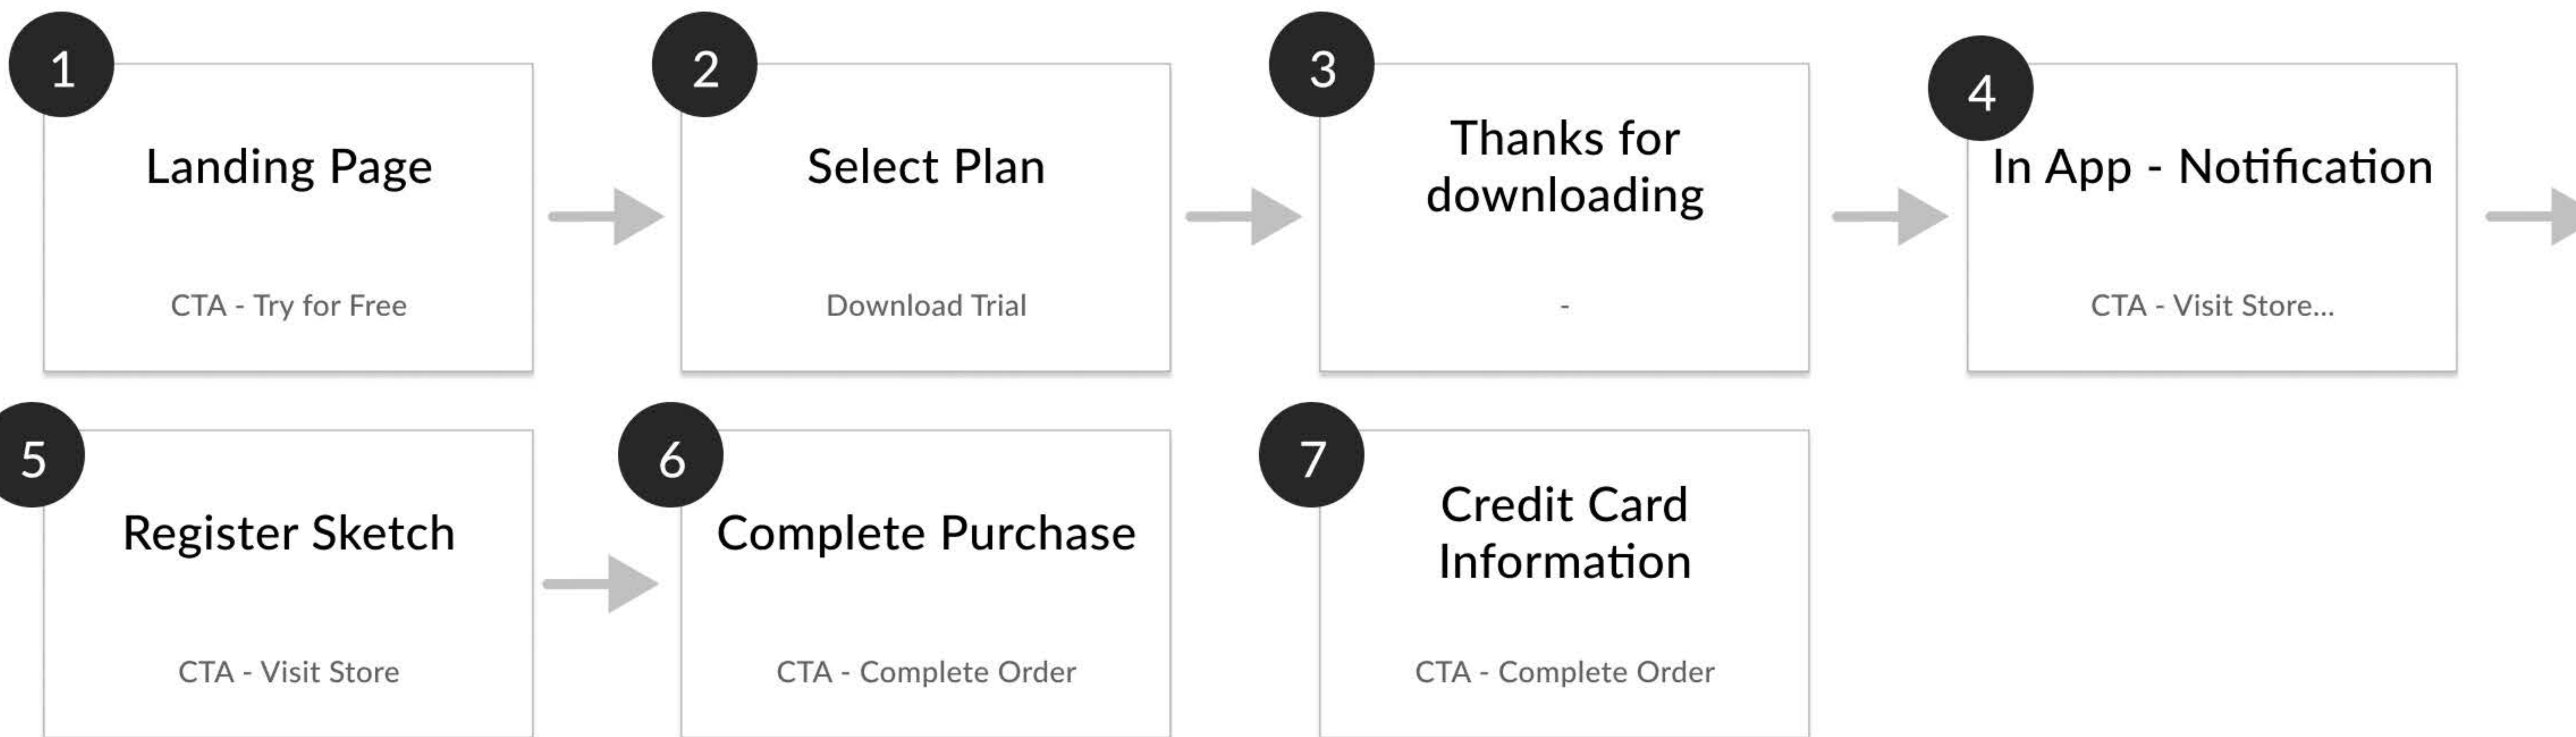 1
Landing Page
CTA - Try for Free
2
Select Plan
Download Trial
3
Thanks for
downloading
-
4
In App - Notification
CTA - Visit Store...
5
Register Sketch
CTA - Visit Store
6
Complete Purchase
CTA - Complete Order
7
Credit Card
Information
CTA - Complete Order